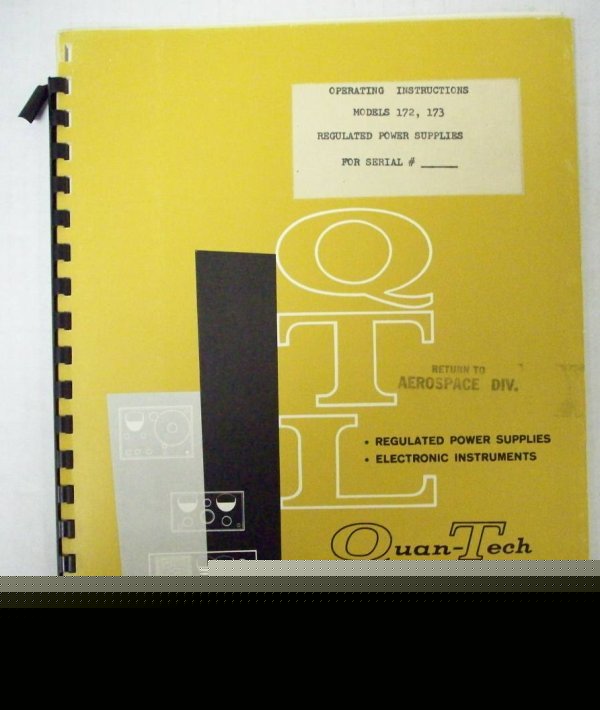 OPERATING INSTRUCTIONS
MODELS 172, 173
REGULATED POWER SUPPLIES
FOR SERIAL # _____
Q
T
L
RETURN TO
AEROSPACE DIV.
• REGULATED POWER SUPPLIES
• ELECTRONIC INSTRUMENTS
Quan-Tech